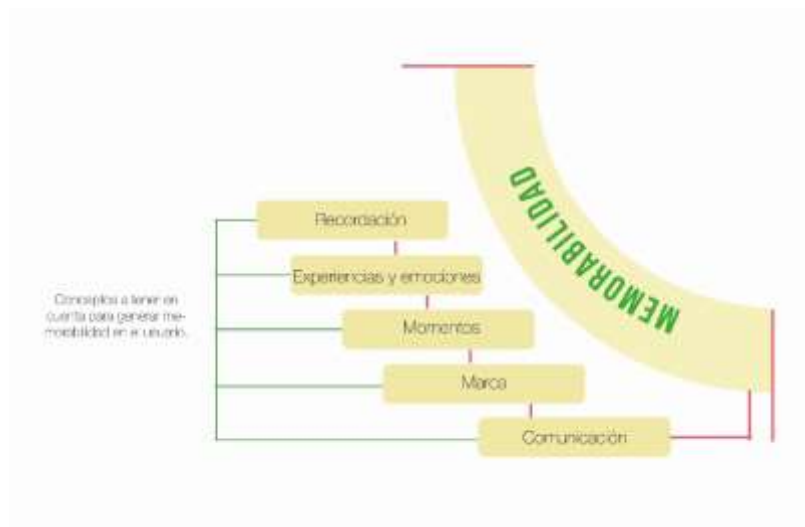 MEMORABILIDAD
Recordación
Experiencias y emociones
Conceptos a tener en
cuenta para generar me-
morabilidad en el usuario.
Momentos
Marca
Comunicación